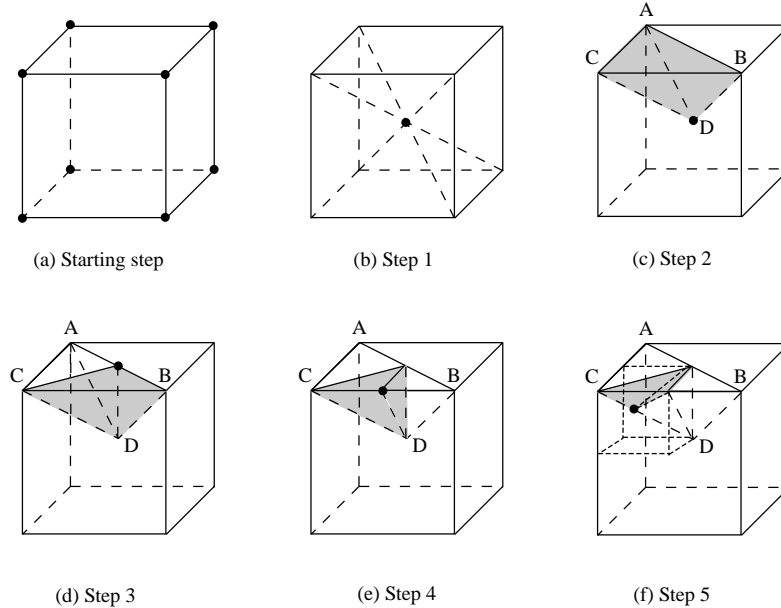 A
C
B
D
(a) Starting step
(b) Step 1
(c) Step 2
A
C
B
D
A
C
B
D
A
C
B
D
(d) Step 3
(e) Step 4
(f) Step 5